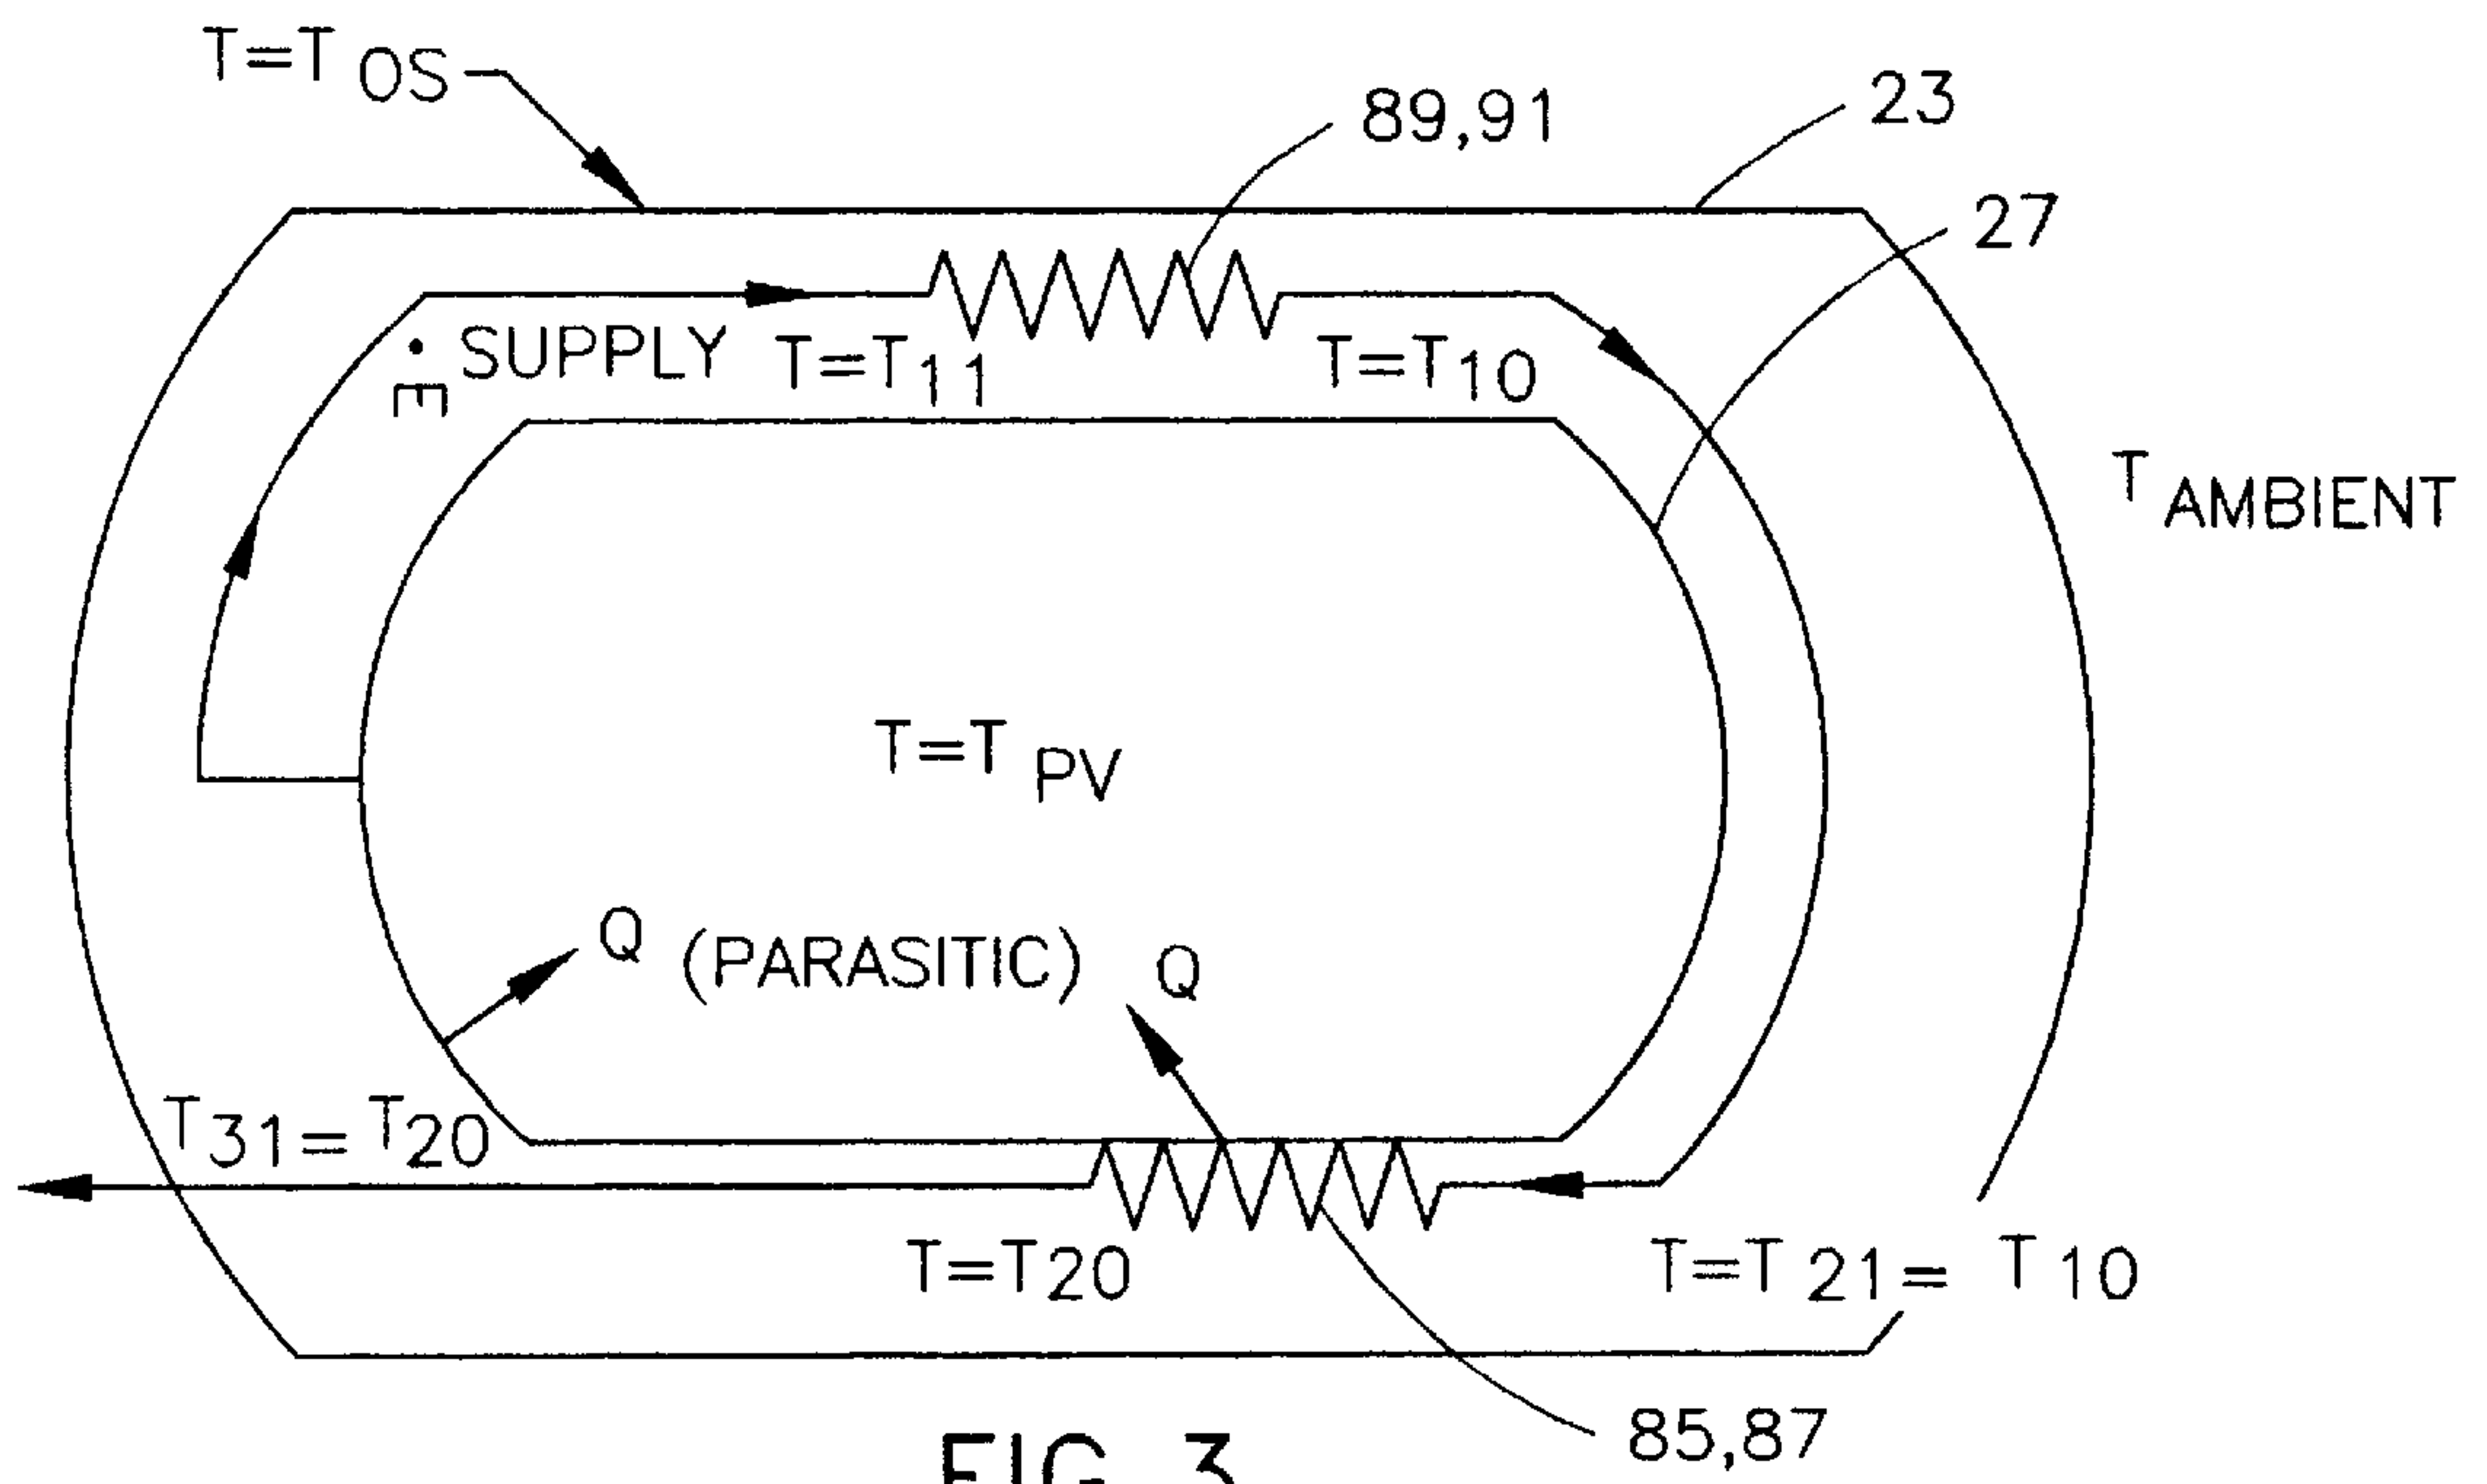 T=T OS
89,91
23
27
ṁ SUPPLY
T=T11
T=T10
T AMBIENT
T=T PV
Q (PARASITIC)
Q
T31=T20
T=T20
T=T21= T10
85,87
FIG. 3